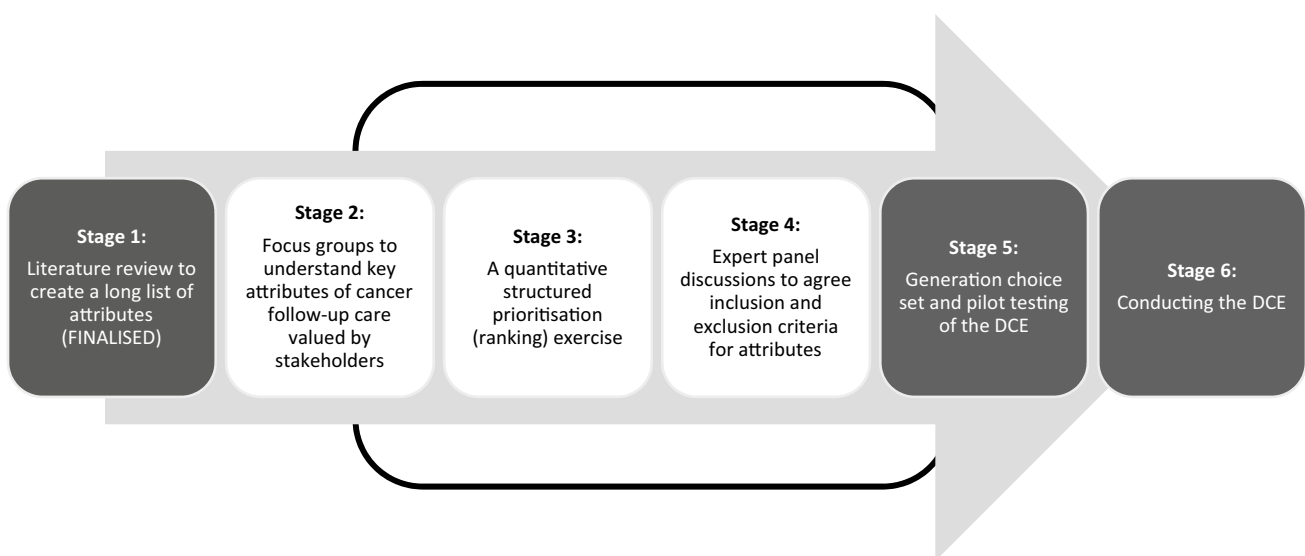 Stage 1:
Literature review to
create a long list of
attributes
(FINALISED)
Stage 2:
Focus groups to
understand key
attributes of cancer
follow-up care
valued by
stakeholders
Stage 3:
A quantitative
structured
prioritisation
(ranking) exercise
Stage 4:
Expert panel
discussions to agree
inclusion and
exclusion criteria
for attributes
Stage 5:
Generation choice
set and pilot testing
of the DCE
Stage 6:
Conducting the DCE